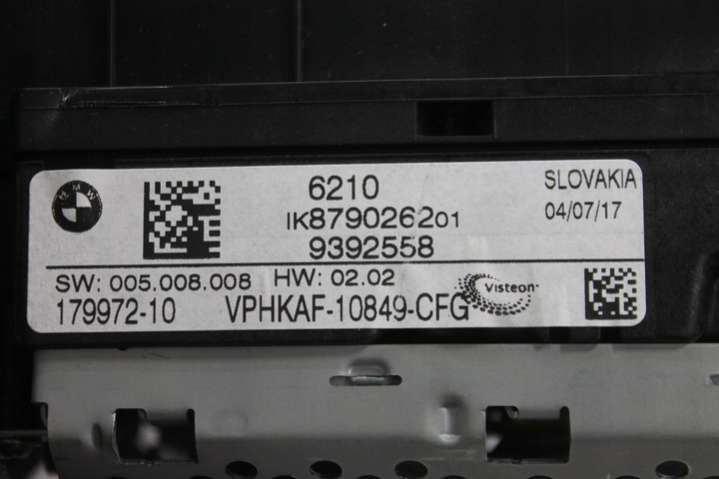 BMW
6210
SLOVAKIA
IK879026201
04/07/17
9392558
SW: 005.008.008 HW: 02.02
Visteon
179972-10 VPHKAF-10849-CFG